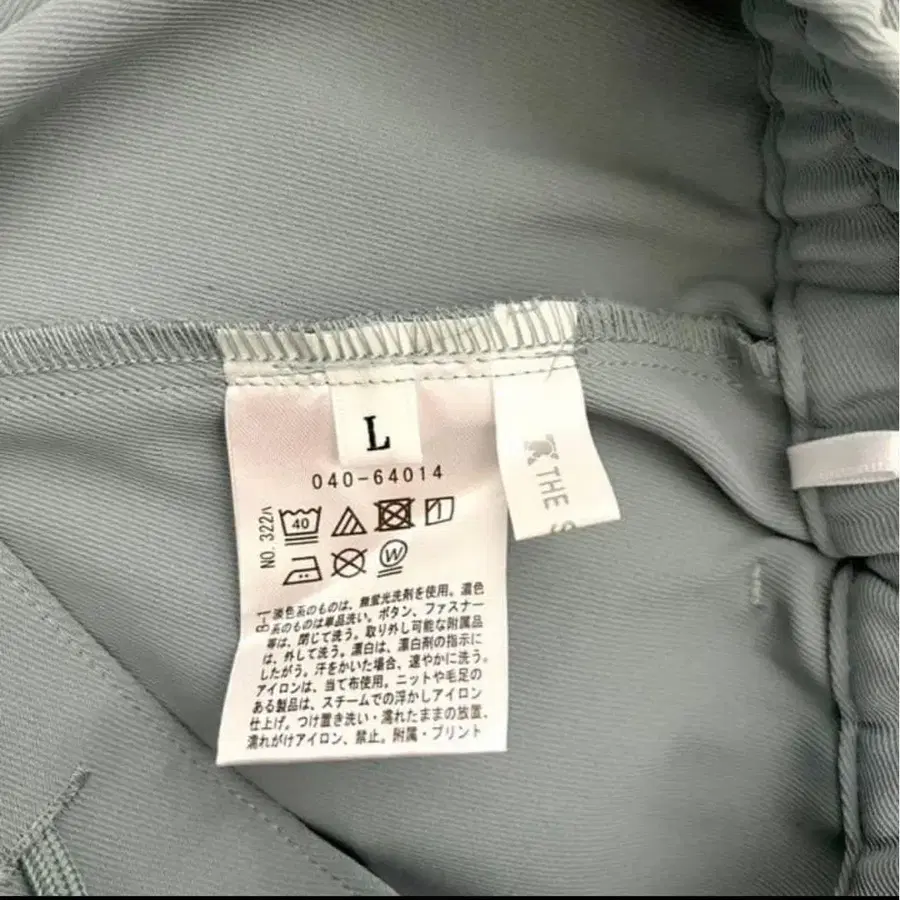 L
040-64014
NO. 322ハ
40
W
B-1
淡色系のものは、無蛍光洗剤を使用。濃色
系のものは単品洗い。ボタン、ファスナー
等は、閉じて洗う。取り外し可能な附属品
は、外して洗う。漂白は、漂白剤の指示に
したがう。汗をかいた場合、速やかに洗う。
アイロンは、当て布使用。ニットや毛足の
ある製品は、スチームでの浮かしアイロン
仕上げ。つけ置き洗い・濡れたままの放置、
濡れがけアイロン、禁止。附属・プリント
THE S